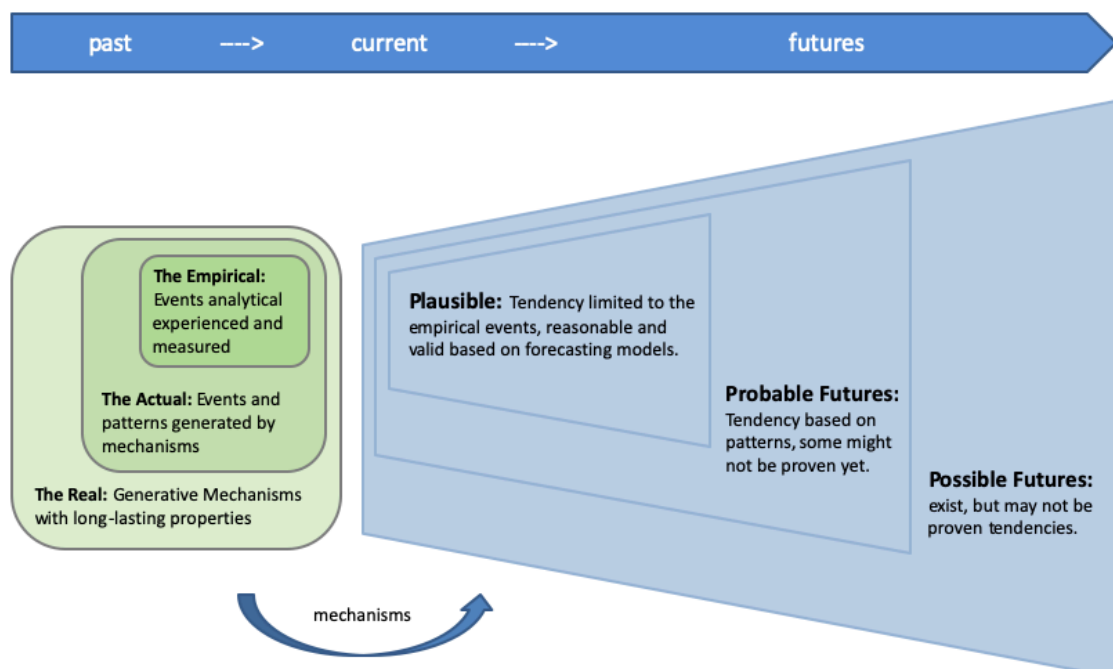 past ----> current ----> futures
The Empirical:
Events analytical
experienced and
measured
The Actual: Events and
patterns generated by
mechanisms
The Real: Generative Mechanisms
with long-lasting properties
Plausible: Tendency limited to the
empirical events, reasonable and
valid based on forecasting models.
Probable Futures:
Tendency based on
patterns, some might
not be proven yet.
Possible Futures:
exist, but may not be
proven tendencies.
mechanisms